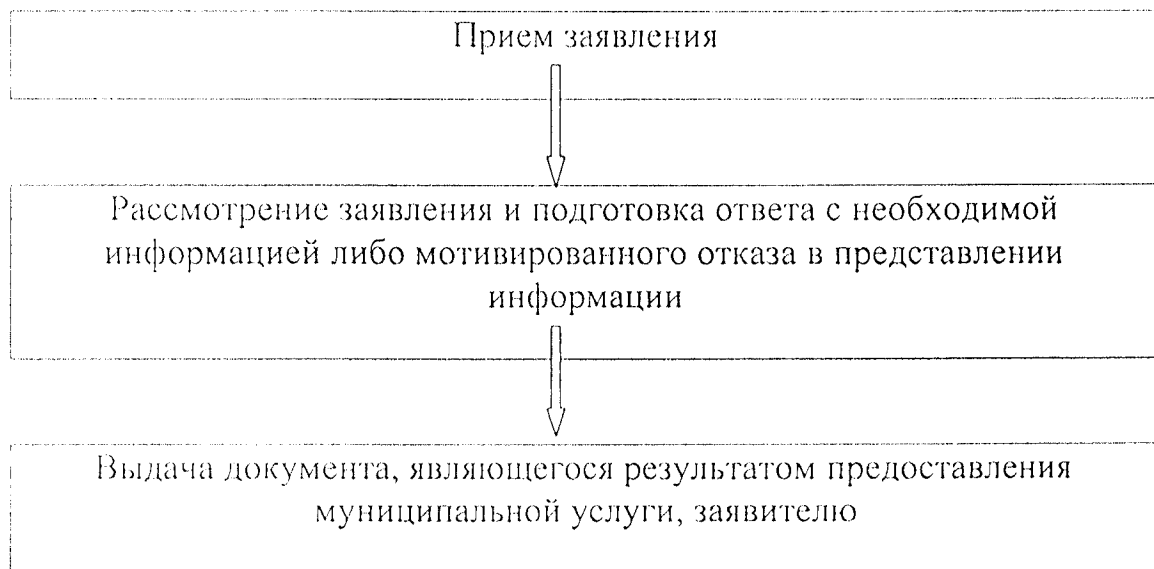 Прием заявления
Рассмотрение заявления и подготовка ответа с необходимой
информацией либо мотивированного отказа в представлении
информации
Выдача документа, являющегося результатом предоставления
муниципальной услуги, заявителю